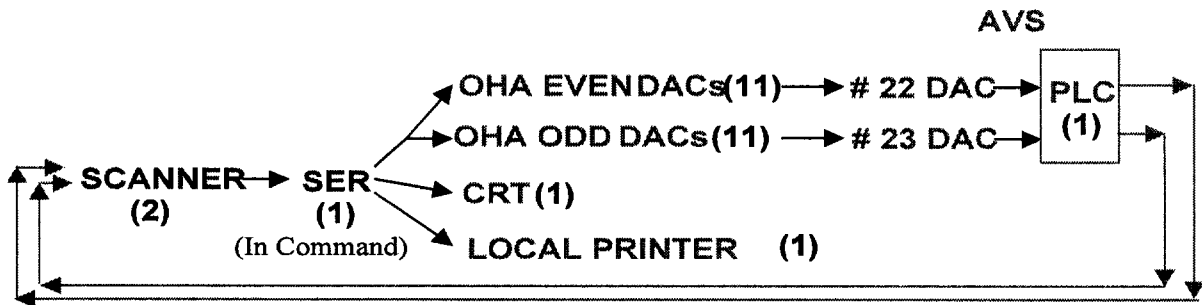 AVS
OHA EVEN DACs (11) # 22 DAC PLC
(1)
OHA ODD DACs (11) # 23 DAC
SCANNER SER
(2) (1)
(In Command)
CRT (1)
LOCAL PRINTER (1)